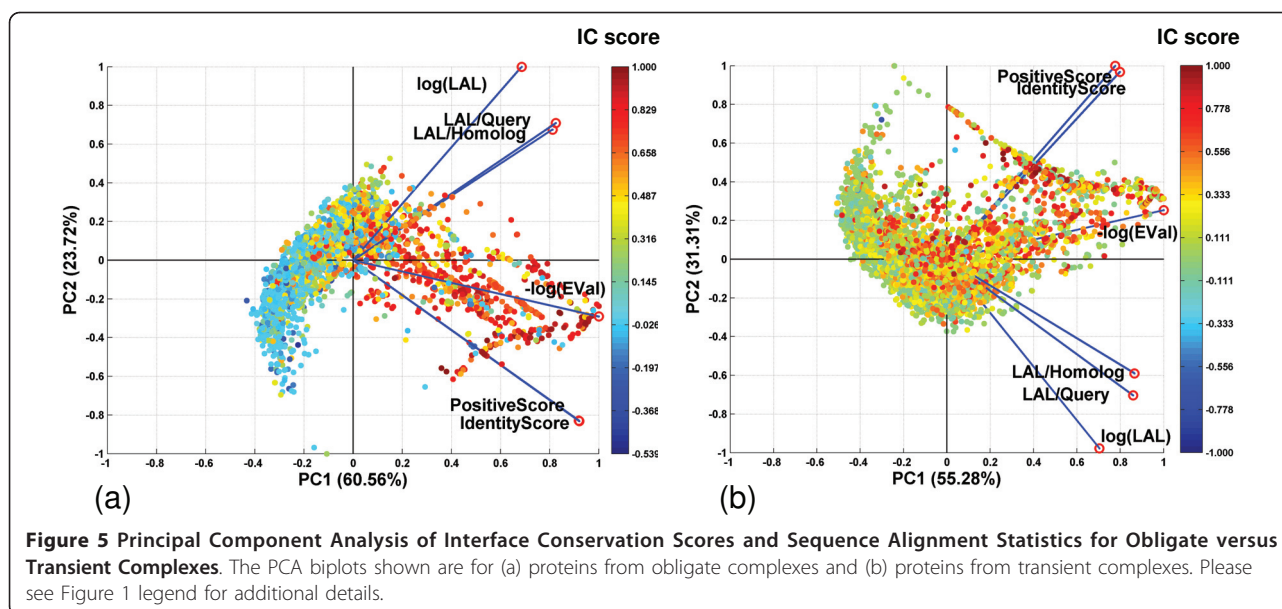 IC score
1
0.8
0.6
0.4
0.2
0
-0.2
-0.4
-0.6
-0.8
-1
-1 -0.8 -0.6 -0.4 -0.2 0 0.2 0.4 0.6 0.8 1
PC2 (23.72%)
PC1 (60.56%)
log(LAL)
LAL/Query
LAL/Homolog
-log(EVal)
PositiveScore
IdentityScore
1.000
0.829
0.658
0.487
0.316
0.145
-0.026
-0.197
-0.368
-0.539
(a)
IC score
1
0.8
0.6
0.4
0.2
0
-0.2
-0.4
-0.6
-0.8
-1
-1 -0.8 -0.6 -0.4 -0.2 0 0.2 0.4 0.6 0.8 1
PC2 (31.31%)
PC1 (55.28%)
PositiveScore
IdentityScore
-log(EVal)
LAL/Homolog
LAL/Query
log(LAL)
1.000
0.778
0.556
0.333
0.111
-0.111
-0.333
-0.556
-0.778
-1.000
(b)
Figure 5 Principal Component Analysis of Interface Conservation Scores and Sequence Alignment Statistics for Obligate versus
Transient Complexes. The PCA biplots shown are for (a) proteins from obligate complexes and (b) proteins from transient complexes. Please
see Figure 1 legend for additional details.